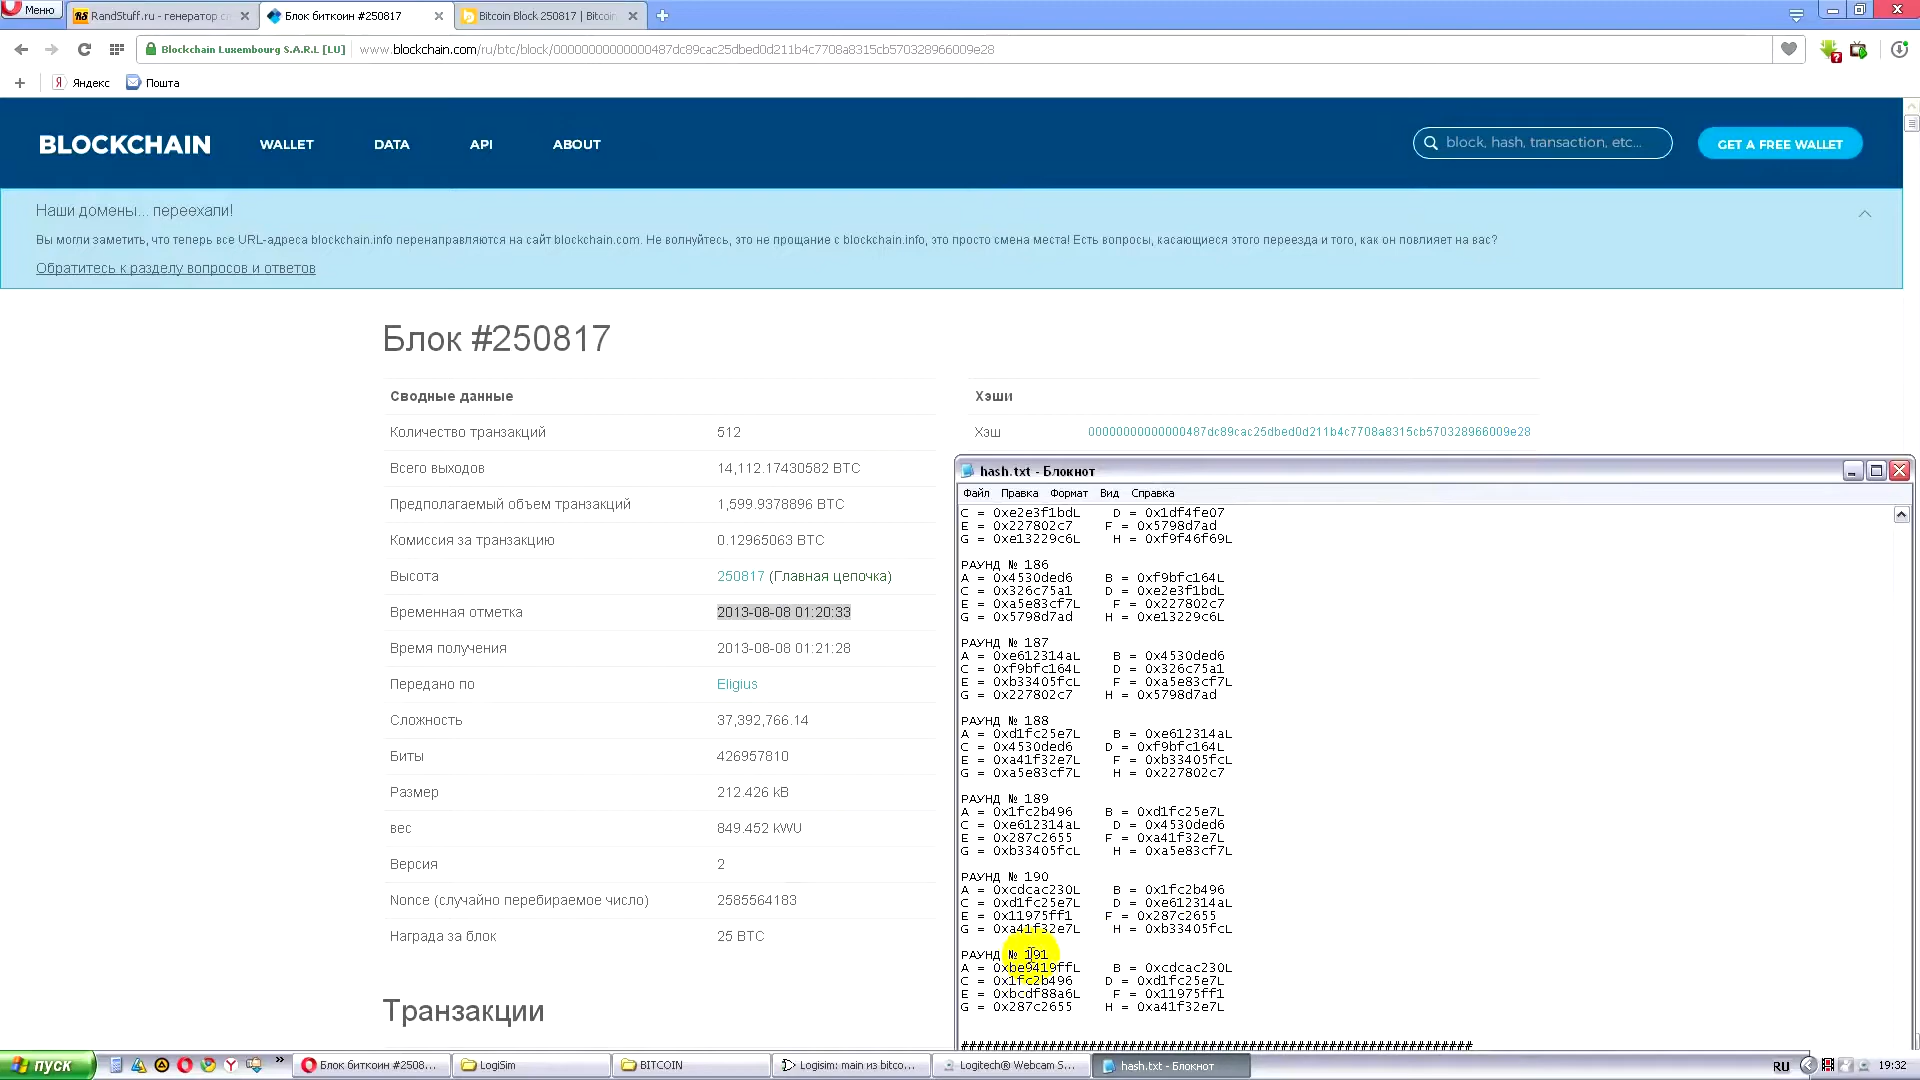 Меню
RandStuff.ru - генератор сл
Блок биткоин #250817
Bitcoin Block 250817 | Bitcoin
Blockchain Luxembourg S.A.R.L [LU]
www.blockchain.com/ru/btc/block/00000000000000487dc89cac25dbed0d211b4c7708a8315cb570328966009e28
Яндекс
Почта
BLOCKCHAIN
WALLET
DATA
API
ABOUT
block, hash, transaction, etc...
GET A FREE WALLET
Наши домены... переехали!
Вы могли заметить, что теперь все URL-адреса blockchain.info перенаправляются на сайт blockchain.com. Не волнуйтесь, это не прощание с blockchain.info, это просто смена места! Есть вопросы, касающиеся этого переезда и того, как он повлияет на вас?
Обратитесь к разделу вопросов и ответов
Блок #250817
Сводные данные
Количество транзакций 512
Всего выходов 14,112.17430582 BTC
Предполагаемый объем транзакций 1,599.9378896 BTC
Комиссия за транзакцию 0.12965063 BTC
Высота 250817 (Главная цепочка)
Временная отметка 2013-08-08 01:20:33
Время получения 2013-08-08 01:21:28
Передано по Eligius
Сложность 37,392,766.14
Биты 426957810
Размер 212.426 kB
вес 849.452 kWU
Версия 2
Nonce (случайно перебираемое число) 2585564183
Награда за блок 25 BTC
Транзакции
Хэши
Хэш 00000000000000487dc89cac25dbed0d211b4c7708a8315cb570328966009e28
hash.txt - Блокнот
Файл Правка Формат Вид Справка
C = 0xe2e3f1bdL D = 0x1df4fe07
E = 0x227802c7 F = 0x5798d7ad
G = 0xe13229c6L H = 0xf9f46f69L
РАУНД № 186
A = 0x4530ded6 B = 0xf9bfc164L
C = 0x326c75a1 D = 0xe2e3f1bdL
E = 0xa5e83cf7L F = 0x227802c7
G = 0x5798d7ad H = 0xe13229c6L
РАУНД № 187
A = 0xe612314aL B = 0x4530ded6
C = 0xf9bfc164L D = 0x326c75a1
E = 0xb33405fcL F = 0xa5e83cf7L
G = 0x227802c7 H = 0x5798d7ad
РАУНД № 188
A = 0xd1fc25e7L B = 0xe612314aL
C = 0x4530ded6 D = 0xf9bfc164L
E = 0xa41f32e7L F = 0xb33405fcL
G = 0xa5e83cf7L H = 0x227802c7
РАУНД № 189
A = 0x1fc2b496 B = 0xd1fc25e7L
C = 0xe612314aL D = 0x4530ded6
E = 0x287c2655 F = 0xa41f32e7L
G = 0xb33405fcL H = 0xa5e83cf7L
РАУНД № 190
A = 0xcdcac230L B = 0x1fc2b496
C = 0xd1fc25e7L D = 0xe612314aL
E = 0x11975ff1 F = 0x287c2655
G = 0xa41f32e7L H = 0xb33405fcL
РАУНД № 191
A = 0xbe9419ffL B = 0xcdcac230L
C = 0x1fc2b496 D = 0xd1fc25e7L
E = 0xbcdf88a6L F = 0x11975ff1
G = 0x287c2655 H = 0xa41f32e7L
################################################################
пуск
Блок биткоин #2508...
LogiSim
BITCOIN
Logisim: main из bitco...
Logitech® Webcam S...
hash.txt - Блокнот
RU
19:32